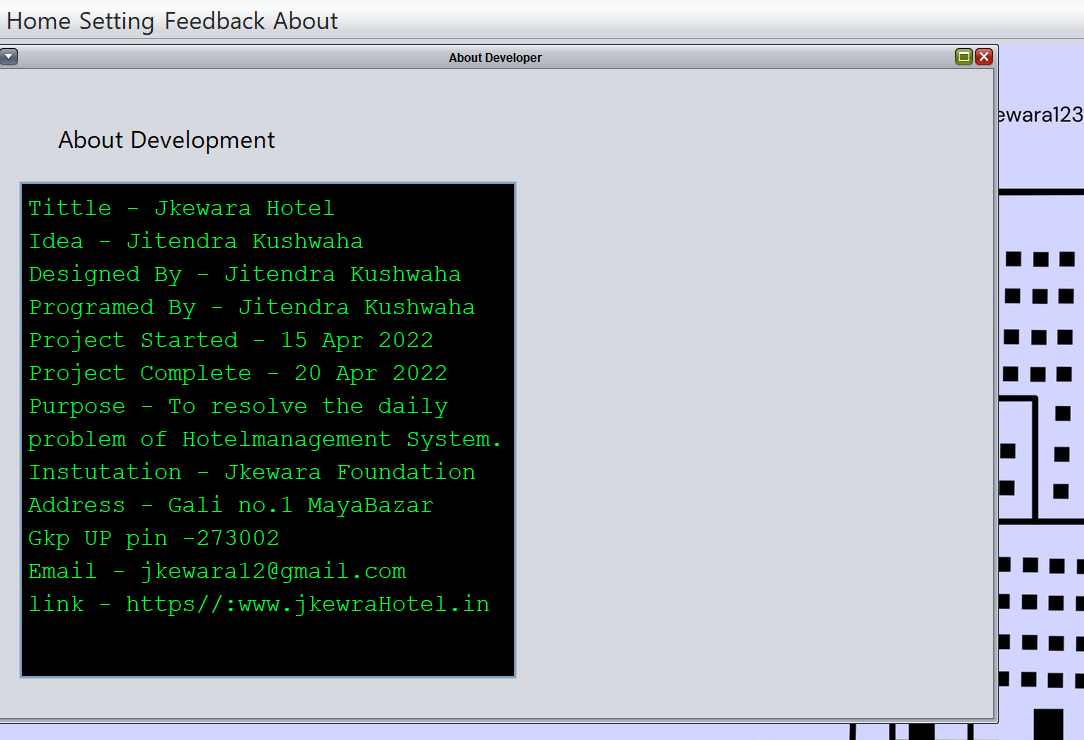 Home Setting Feedback About
About Developer
ewara123
About Development
Tittle - Jkewara Hotel
Idea - Jitendra Kushwaha
Designed By - Jitendra Kushwaha
Programed By - Jitendra Kushwaha
Project Started - 15 Apr 2022
Project Complete - 20 Apr 2022
Purpose - To resolve the daily
problem of Hotelmanagement System.
Instutation - Jkewara Foundation
Address - Gali no.1 MayaBazar
Gkp UP pin -273002
Email - jkewara12@gmail.com
link - https//:www.jkewraHotel.in